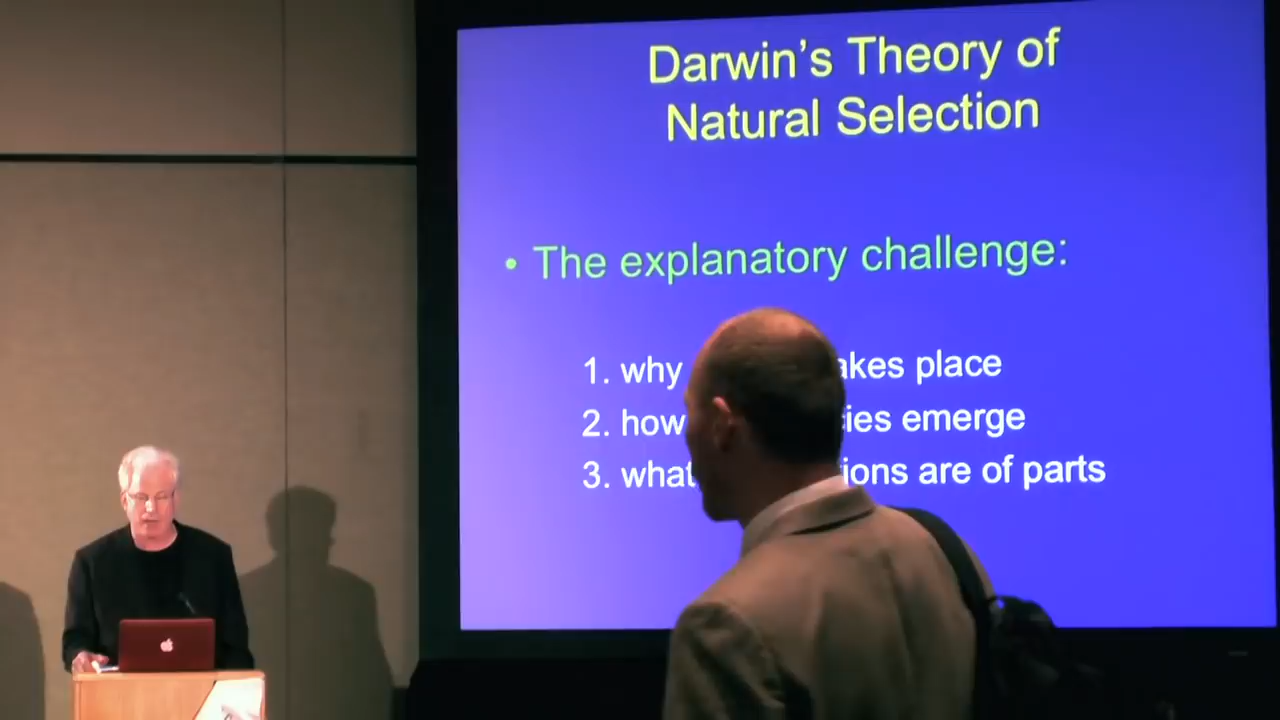 Darwin's Theory of
Natural Selection
• The explanatory challenge:
1. why akes place
2. how ies emerge
3. what ions are of parts